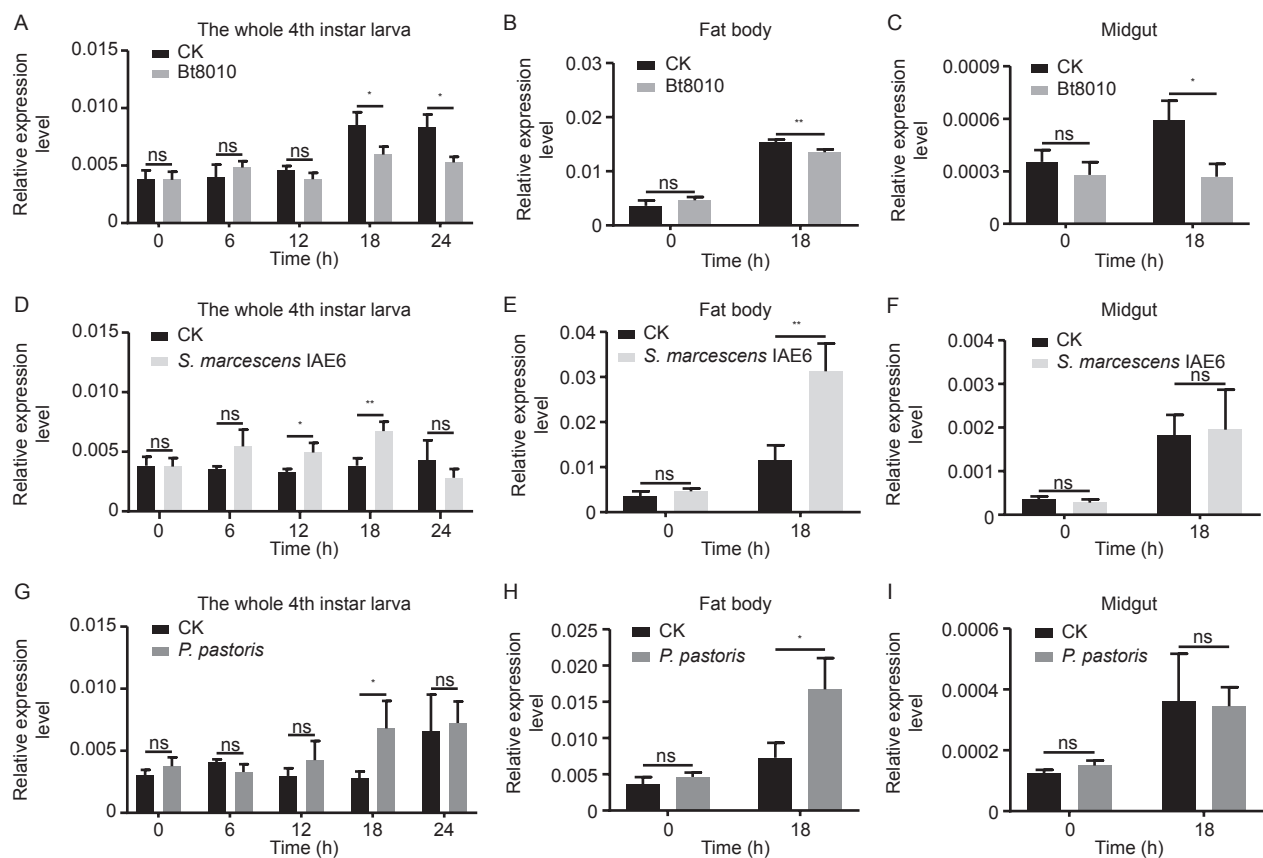 A
The whole 4th instar larva
CK
Bt8010
Relative expression
level
0.015
0.010
0.005
0
ns
ns
ns
*
*
0
6
12
18
24
Time (h)
B
Fat body
CK
Bt8010
Relative expression
level
0.03
0.02
0.01
0
ns
**
0
18
Time (h)
C
Midgut
CK
Bt8010
Relative expression
level
0.0009
0.0006
0.0003
0
ns
*
0
18
Time (h)
D
The whole 4th instar larva
CK
S. marcescens IAE6
Relative expression
level
0.015
0.010
0.005
0
ns
ns
*
**
ns
0
6
12
18
24
Time (h)
E
Fat body
CK
S. marcescens IAE6
Relative expression
level
0.04
0.03
0.02
0.01
0
ns
**
0
18
Time (h)
F
Midgut
CK
S. marcescens IAE6
Relative expression
level
0.004
0.003
0.002
0.001
0
ns
ns
0
18
Time (h)
G
The whole 4th instar larva
CK
P. pastoris
Relative expression
level
0.015
0.010
0.005
0
ns
ns
ns
*
ns
0
6
12
18
24
Time (h)
H
Fat body
CK
P. pastoris
Relative expression
level
0.025
0.020
0.015
0.010
0.005
0
ns
*
0
18
Time (h)
I
Midgut
CK
P. pastoris
Relative expression
level
0.0006
0.0004
0.0002
0
ns
ns
0
18
Time (h)